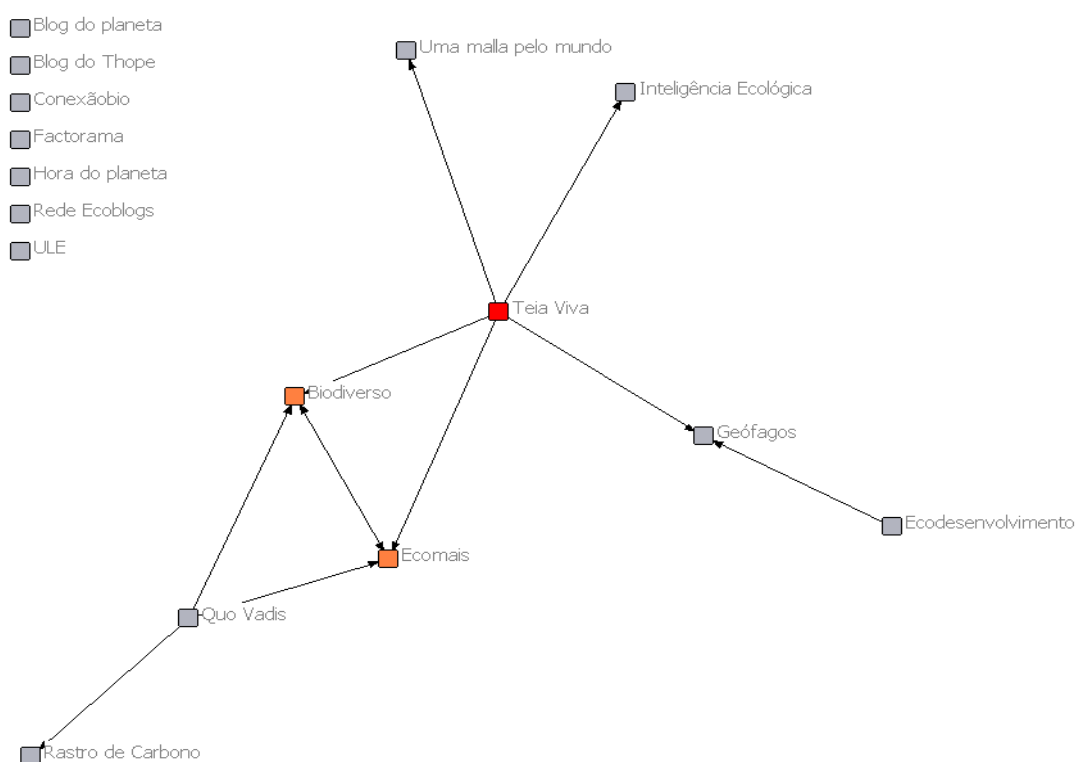 Blog do planeta
Blog do Thope
Conexãobio
Factorama
Hora do planeta
Rede Ecoblogs
ULE
Uma malla pelo mundo
Inteligência Ecológica
Teia Viva
Biodiverso
Geófagos
Ecodesenvolvimento
Ecomais
Quo Vadis
Rastro de Carbono